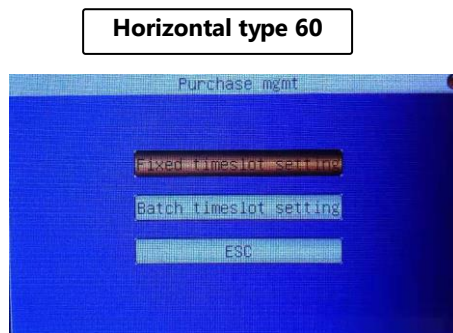 Horizontal type 60
Purchase mgmt
Fixed timeslot setting
Batch timeslot setting
ESC